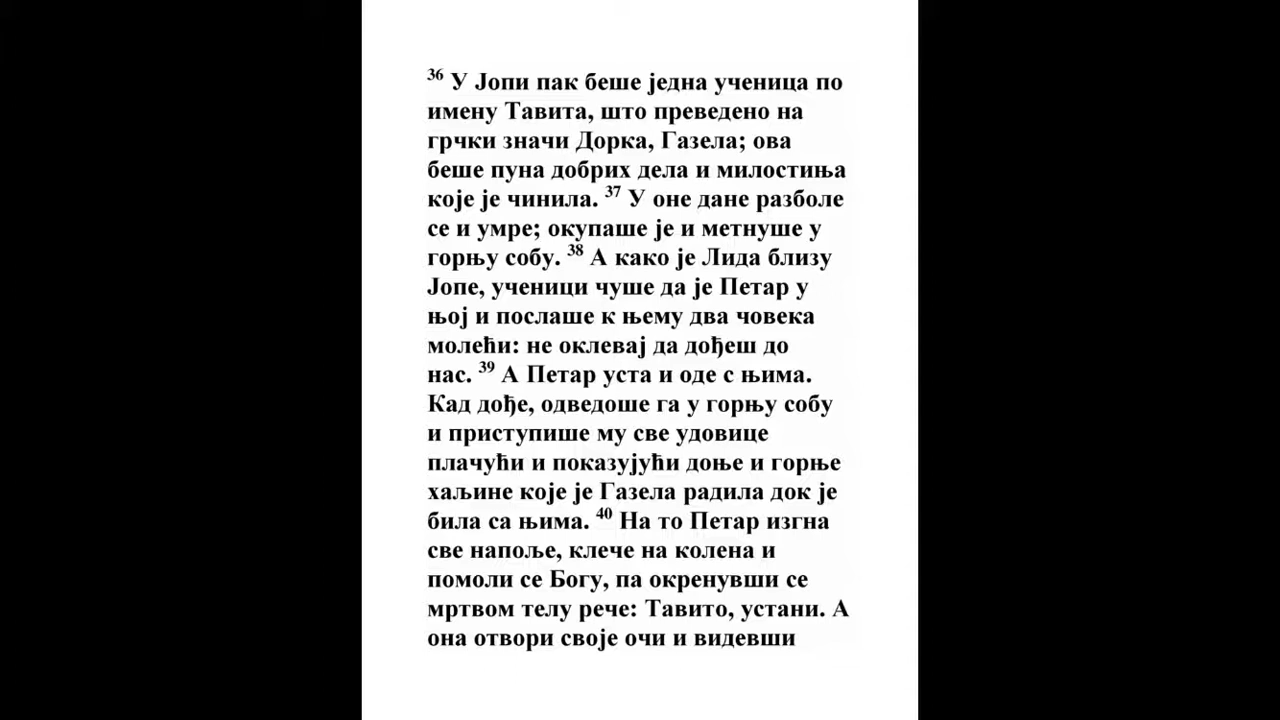 36 У Јопи пак беше једна ученица по
имену Тавита, што преведено на
грчки значи Дорка, Газела; ова
беше пуна добрих дела и милостиња
које је чинила. 37 У оне дане разболе
се и умре; окупаше је и метнуше у
горњу собу. 38 А како је Лида близу
Јопе, ученици чуше да је Петар у
њој и послаше к њему два човека
молећи: не оклевај да дођеш до
нас. 39 А Петар уста и оде с њима.
Кад дође, одведоше га у горњу собу
и приступише му све удовице
плачући и показујући доње и горње
хаљине које је Газела радила док је
била са њима. 40 На то Петар изгна
све напоље, клече на колена и
помоли се Богу, па окренувши се
мртвом телу рече: Тавито, устани. А
она отвори своје очи и видевши